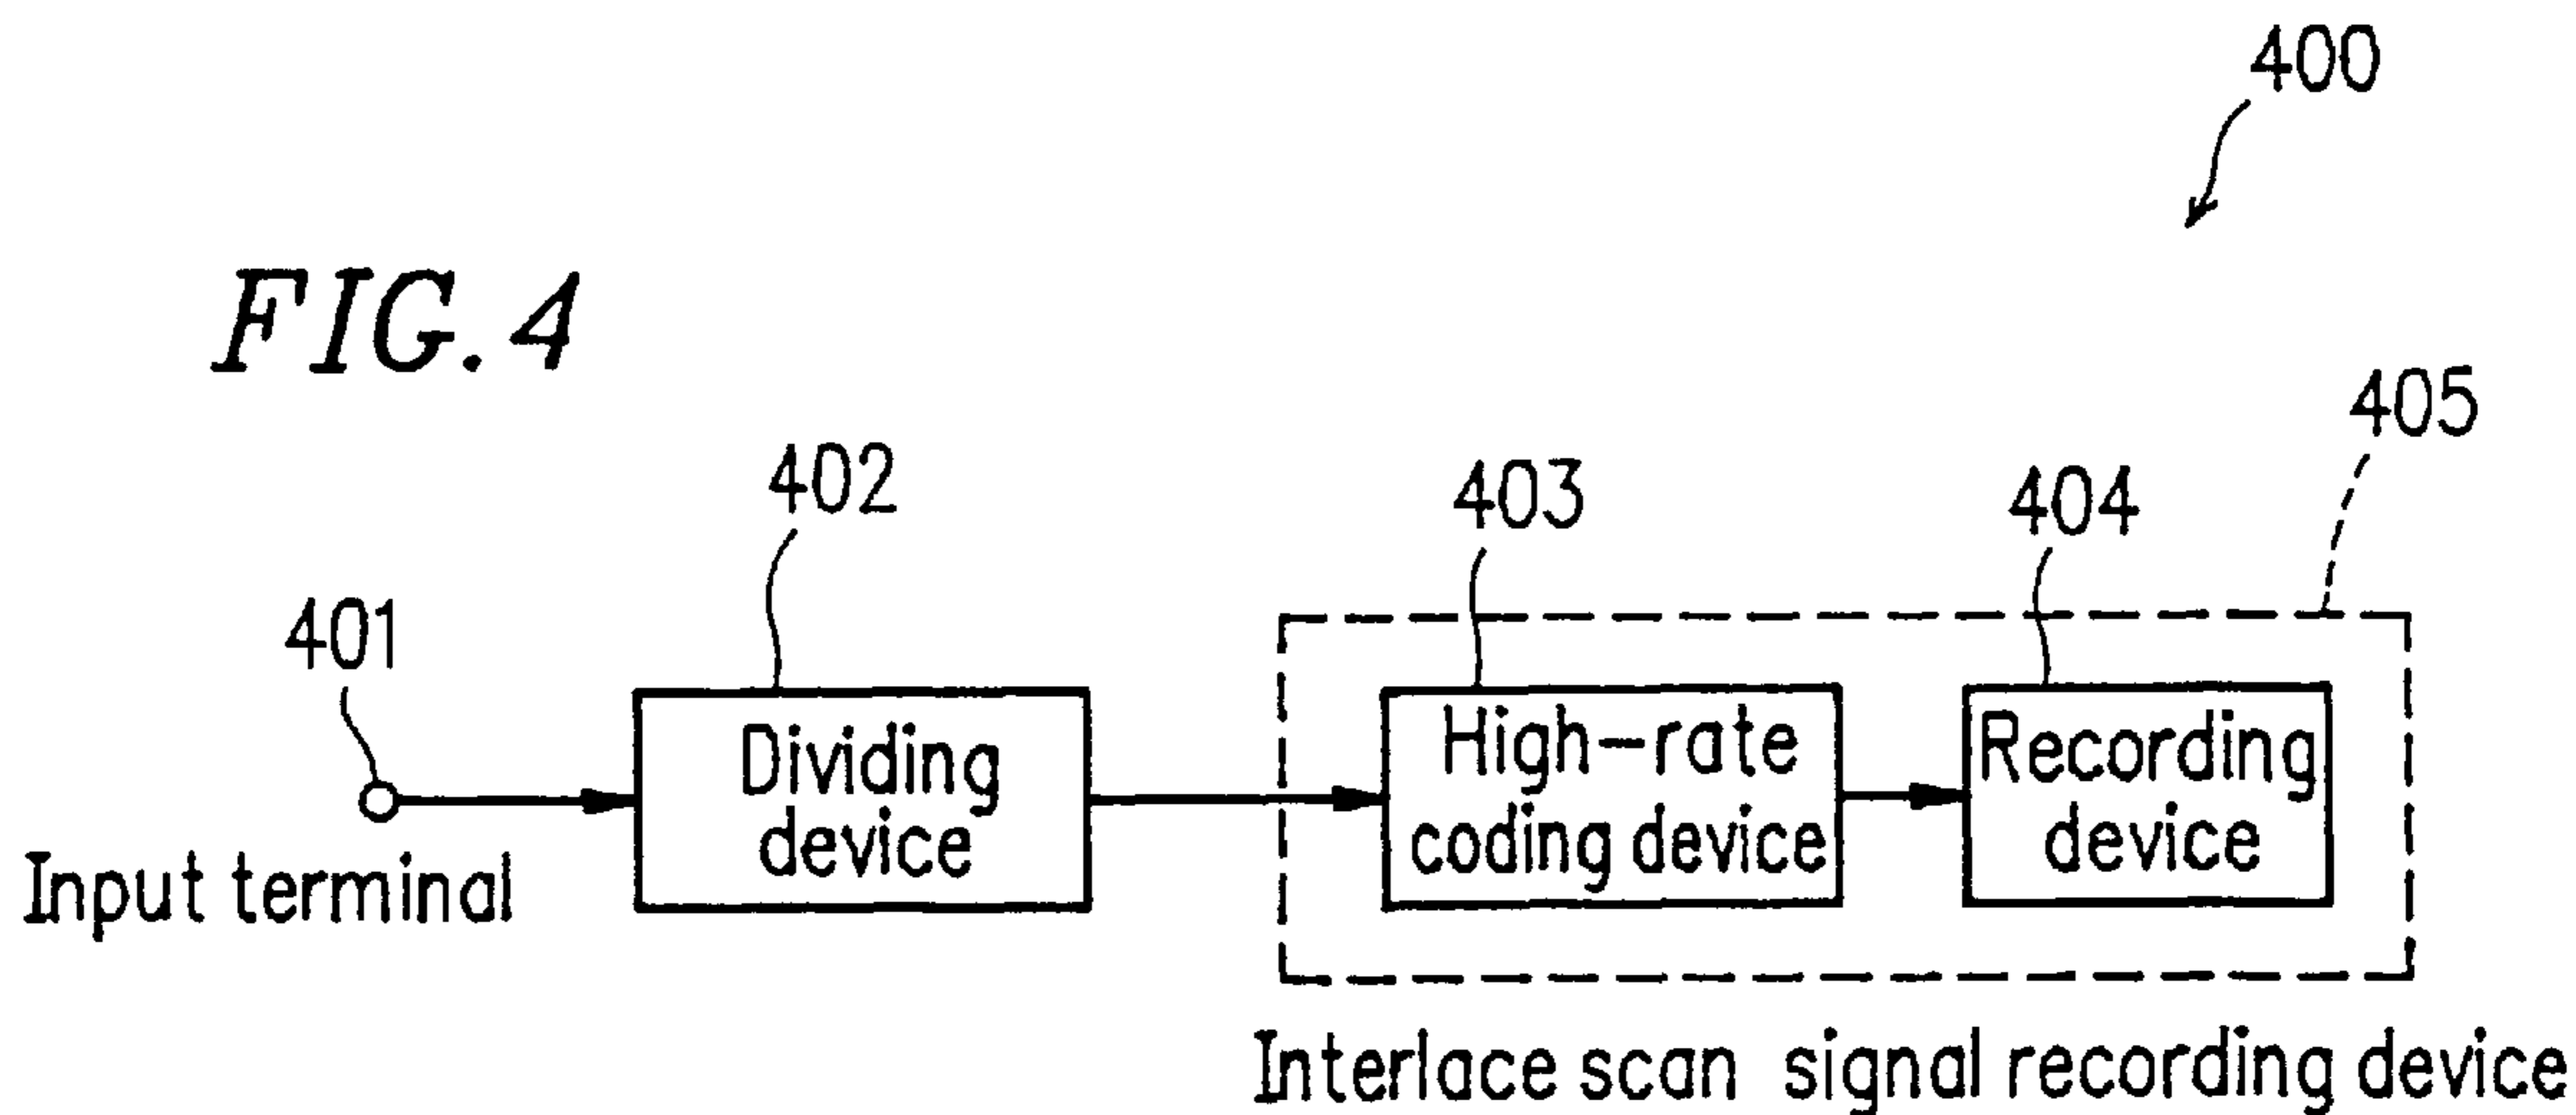 400
FIG. 4
405
402
403
404
401
Dividing
device
High-rate
coding device
Recording
device
Input terminal
Interlace scan signal recording device